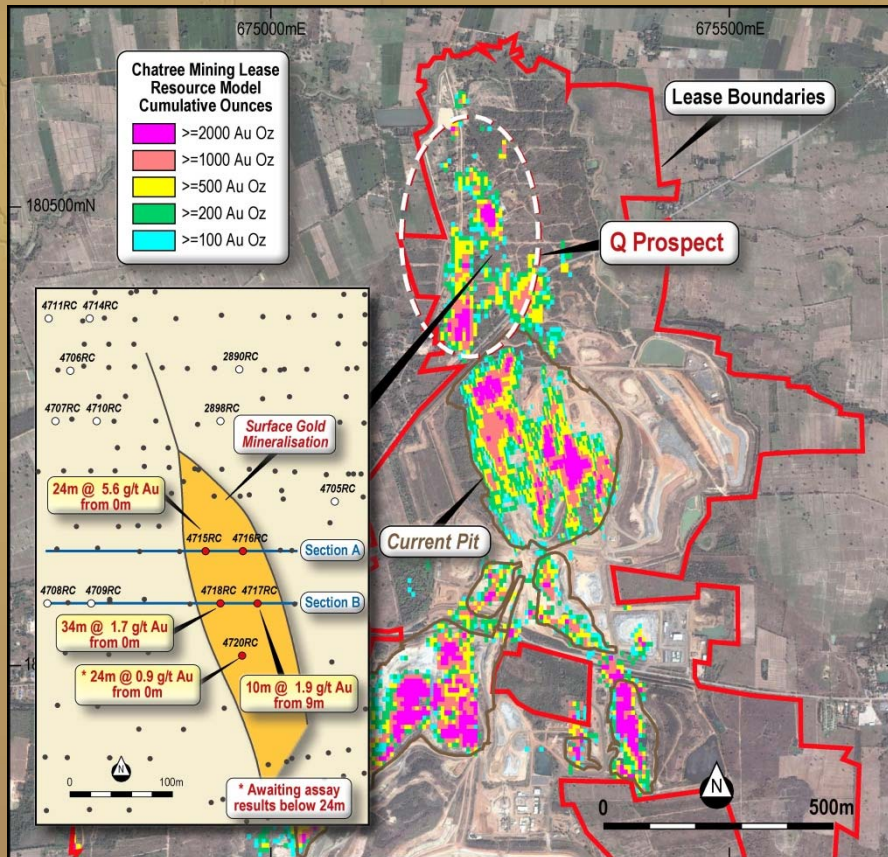 675000mE
675500mE
Chatree Mining Lease
Resource Model
Cumulative Ounces
>=2000 Au Oz
>=1000 Au Oz
>=500 Au Oz
>=200 Au Oz
>=100 Au Oz
Lease Boundaries
180500mN
Q Prospect
4711RC 4714RC
4706RC
2890RC
4707RC 4710RC
2898RC
Surface Gold
Mineralisation
24m @ 5.6 g/t Au
from 0m
4705RC
4715RC 4716RC
Section A
Current Pit
4708RC 4709RC
4718RC 4717RC
Section B
34m @ 1.7 g/t Au
from 0m
4720RC
* 24m @ 0.9 g/t Au
from 0m
10m @ 1.9 g/t Au
from 9m
N
0 100m
* Awaiting assay
results below 24m
N
0 500m